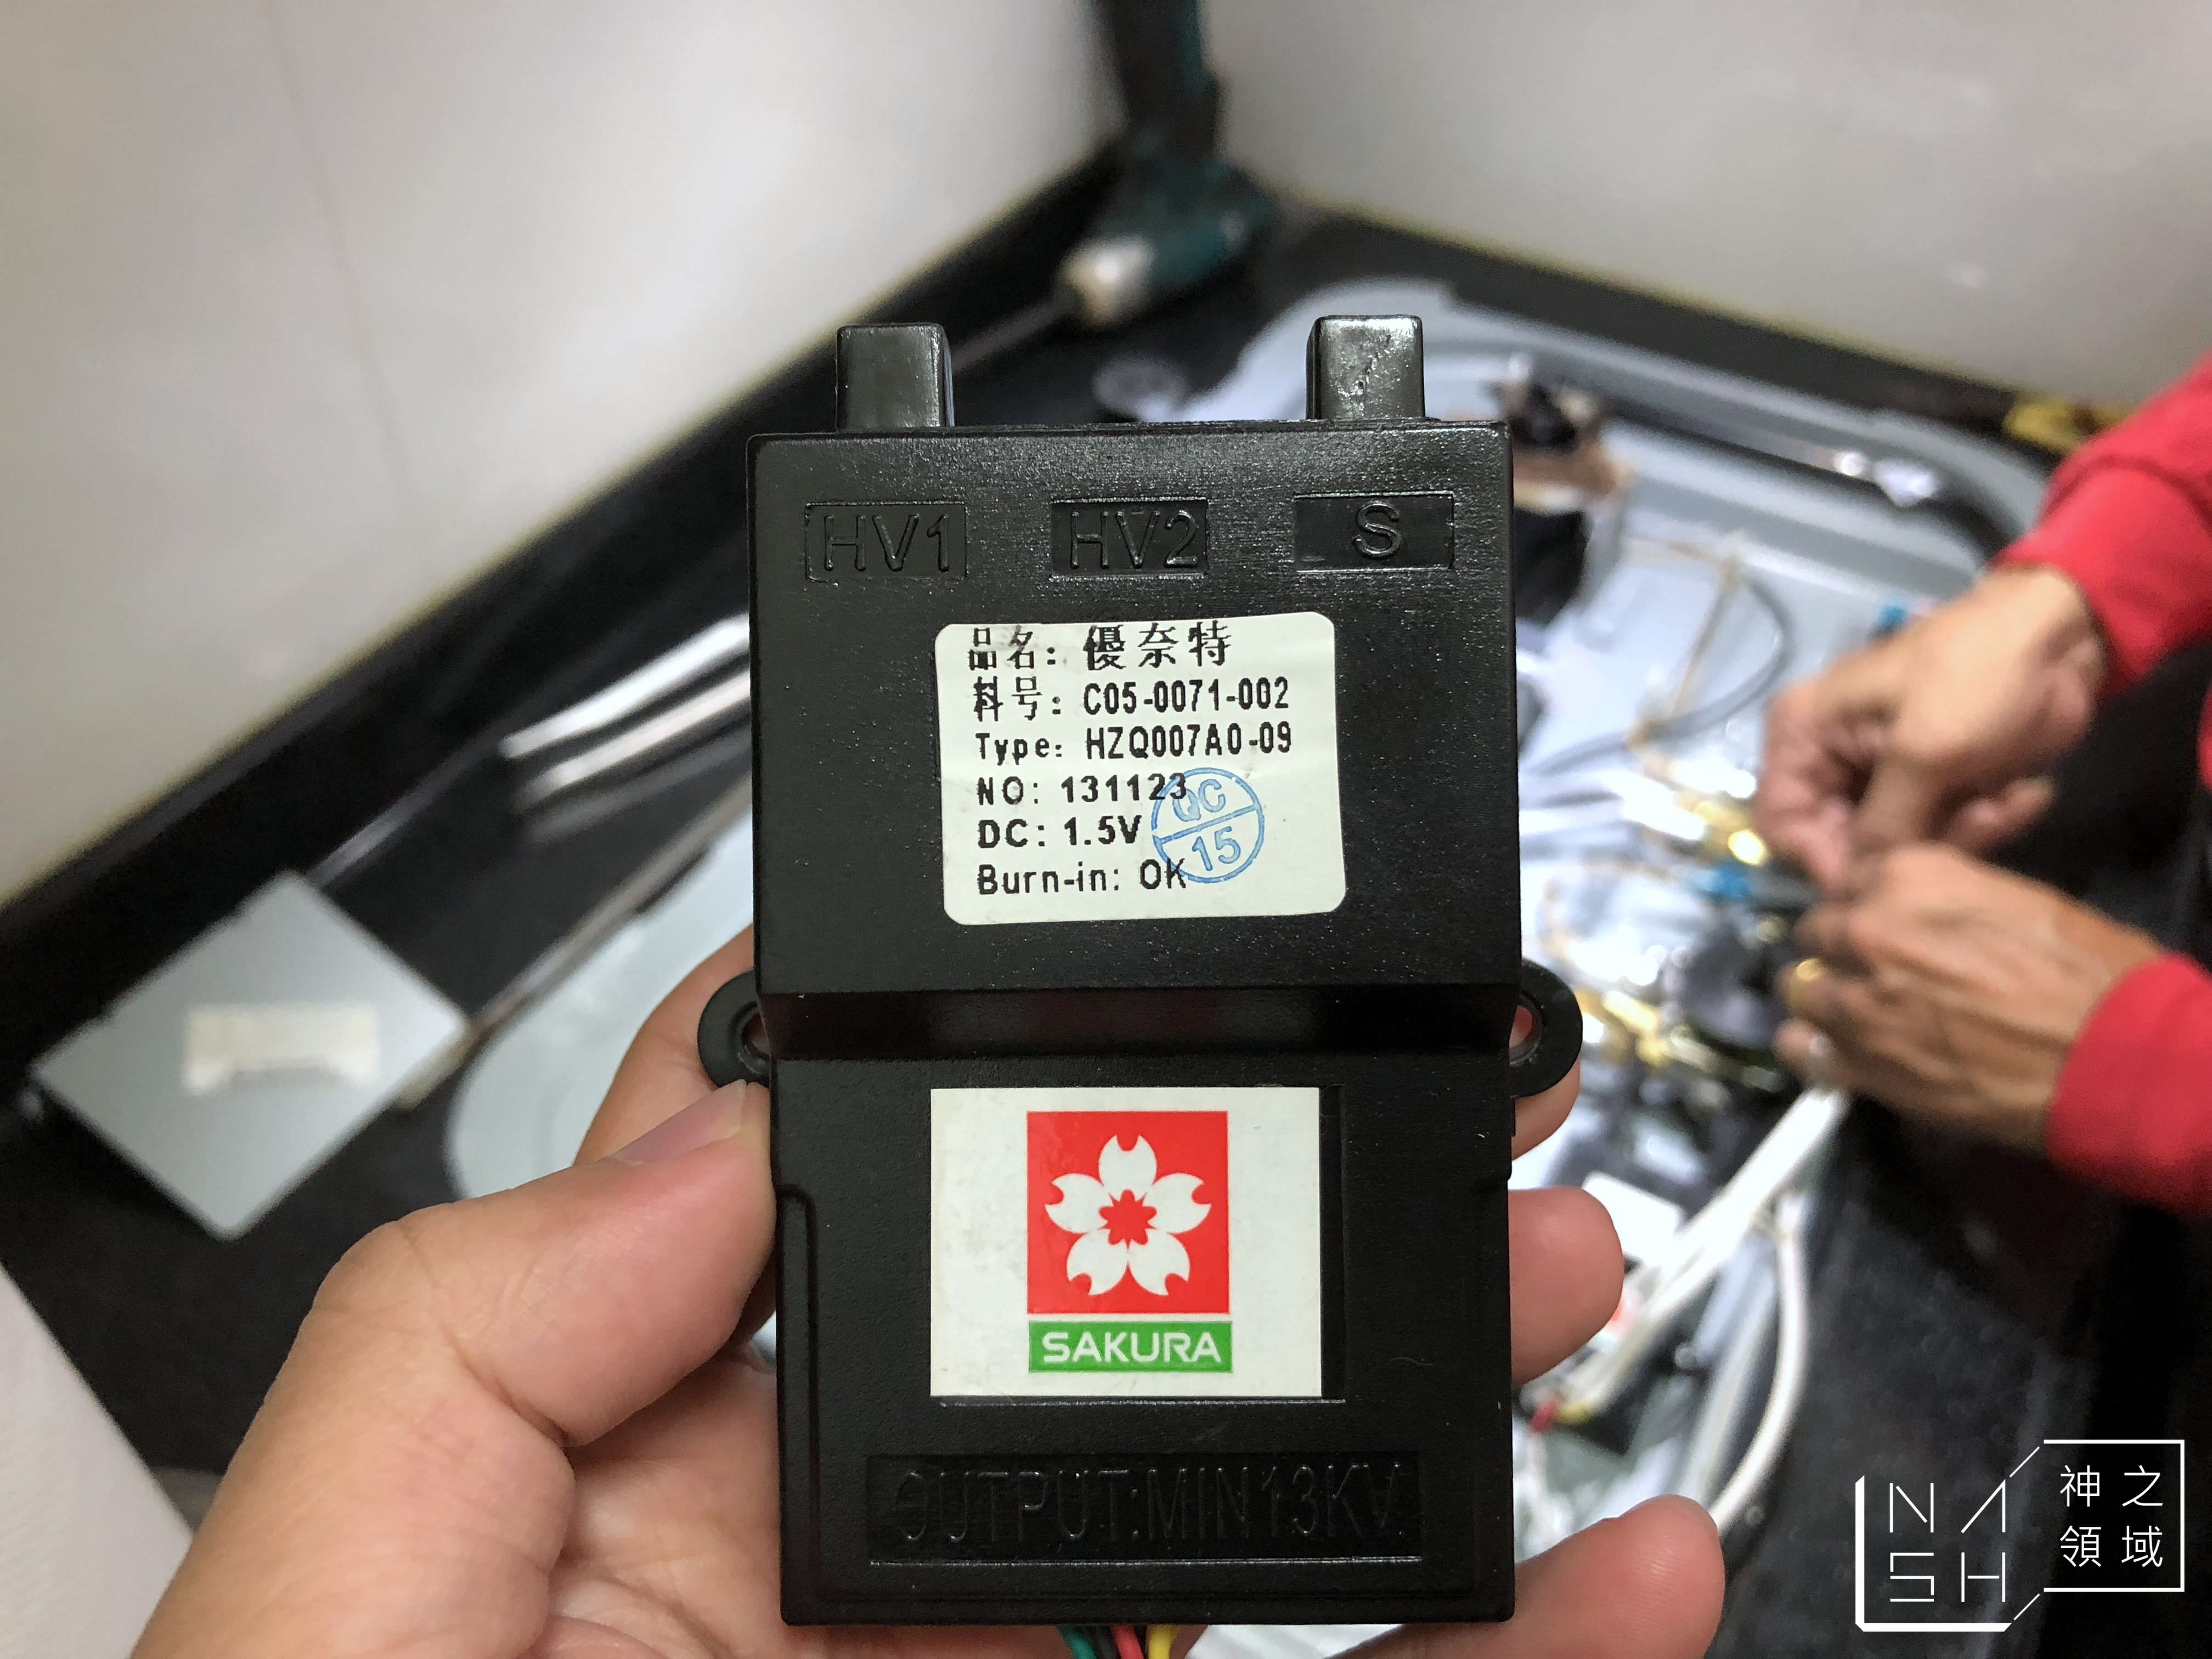 HV1 HV2 S
品名: 優奈特
料号: C05-0071-002
Type: HZQ007A0-09
NO: 131123
DC: 1.5V
Burn-in: OK
QC
15
SAKURA
OUTPUT:MIN13KV
NASH
神之
領域